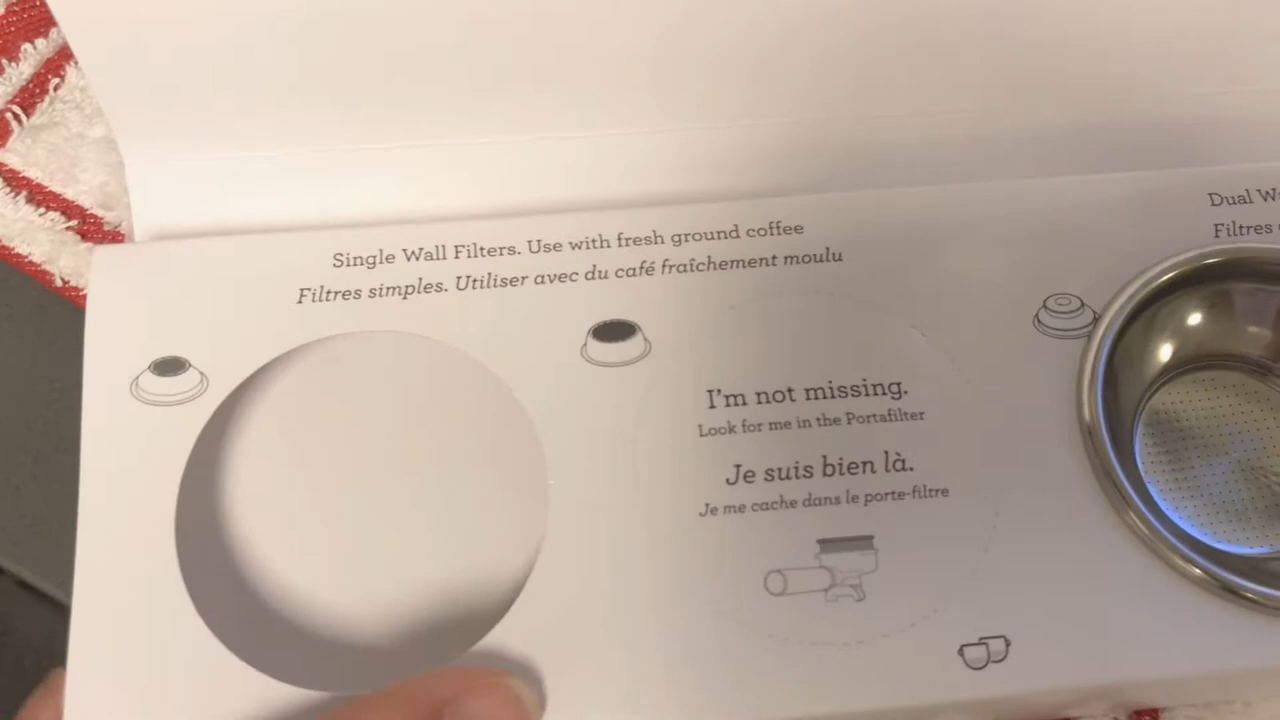 Single Wall Filters. Use with fresh ground coffee
Filtres simples. Utiliser avec du café fraîchement moulu
I'm not missing.
Look for me in the Portafilter
Je suis bien là.
Je me cache dans le porte-filtre
Dual
Filtres